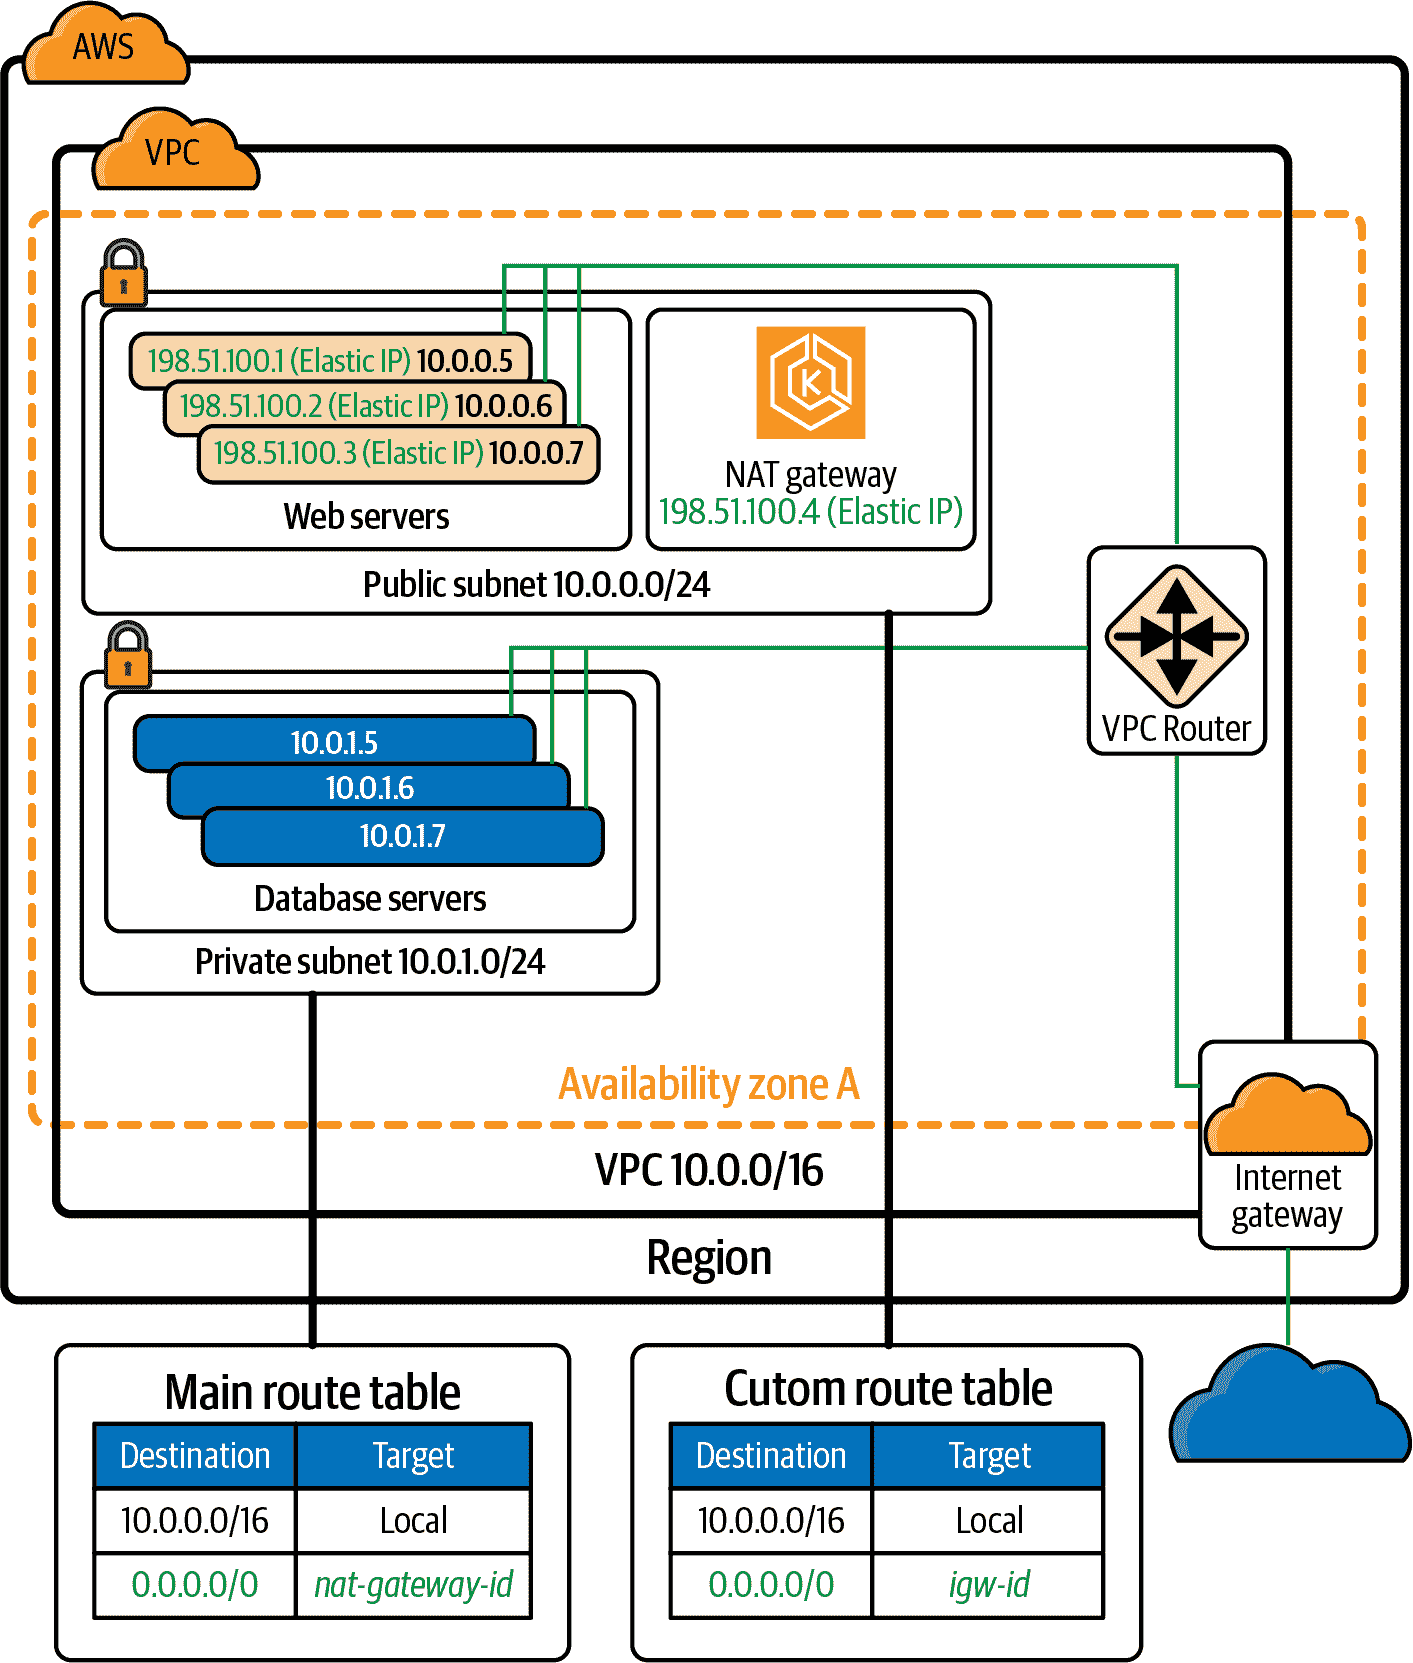 AWS
VPC
198.51.100.1 (Elastic IP) 10.0.0.5
198.51.100.2 (Elastic IP) 10.0.0.6
198.51.100.3 (Elastic IP) 10.0.0.7
Web servers
K
NAT gateway
198.51.100.4 (Elastic IP)
Public subnet 10.0.0.0/24
10.0.1.5
10.0.1.6
10.0.1.7
Database servers
Private subnet 10.0.1.0/24
VPC Router
Availability zone A
VPC 10.0.0/16
Internet
gateway
Region
Main route table
Destination Target
10.0.0.0/16 Local
0.0.0.0/0 nat-gateway-id
Cutom route table
Destination Target
10.0.0.0/16 Local
0.0.0.0/0 igw-id